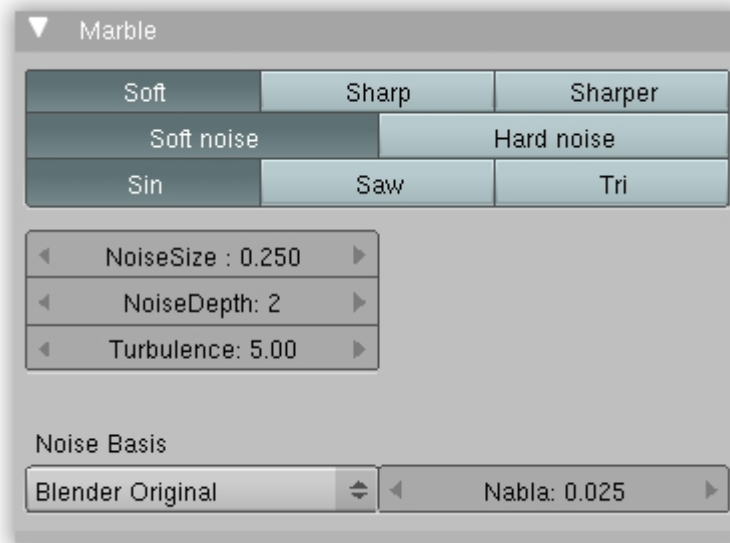 Marble
Soft Sharp Sharper
Soft noise Hard noise
Sin Saw Tri
NoiseSize : 0.250
NoiseDepth: 2
Turbulence: 5.00
Noise Basis
Blender Original Nabla: 0.025